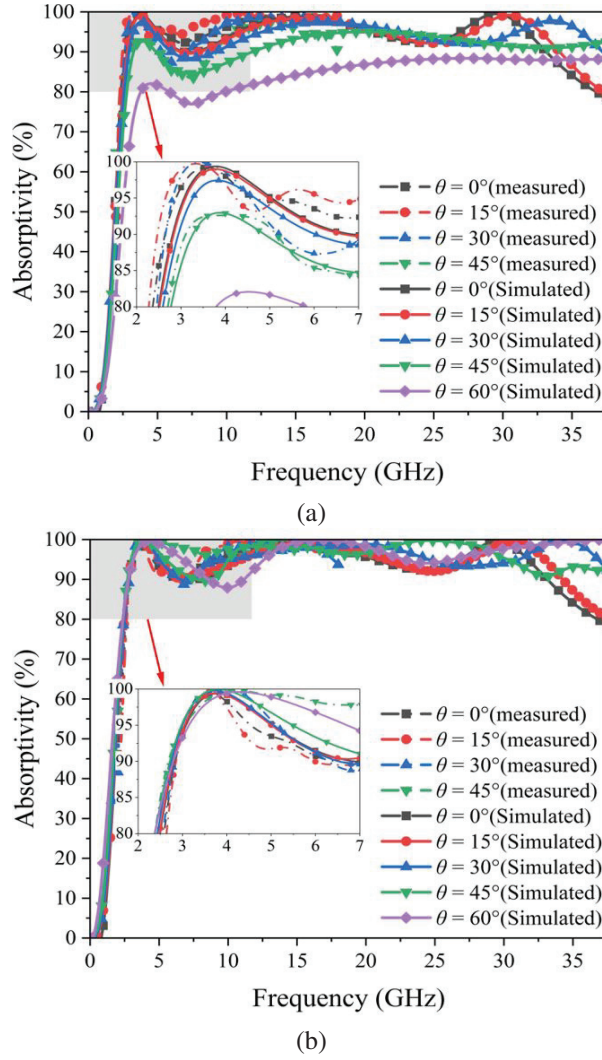 100
90
80
70
60
50
40
30
20
10
0
Absorptivity (%)
100
95
90
85
80
2 3 4 5 6 7
θ = 0°(measured)
θ = 15°(measured)
θ = 30°(measured)
θ = 45°(measured)
θ = 0°(Simulated)
θ = 15°(Simulated)
θ = 30°(Simulated)
θ = 45°(Simulated)
θ = 60°(Simulated)
0 5 10 15 20 25 30 35
Frequency (GHz)
(a)
100
90
80
70
60
50
40
30
20
10
0
Absorptivity (%)
100
95
90
85
80
2 3 4 5 6 7
θ = 0°(measured)
θ = 15°(measured)
θ = 30°(measured)
θ = 45°(measured)
θ = 0°(Simulated)
θ = 15°(Simulated)
θ = 30°(Simulated)
θ = 45°(Simulated)
θ = 60°(Simulated)
0 5 10 15 20 25 30 35
Frequency (GHz)
(b)